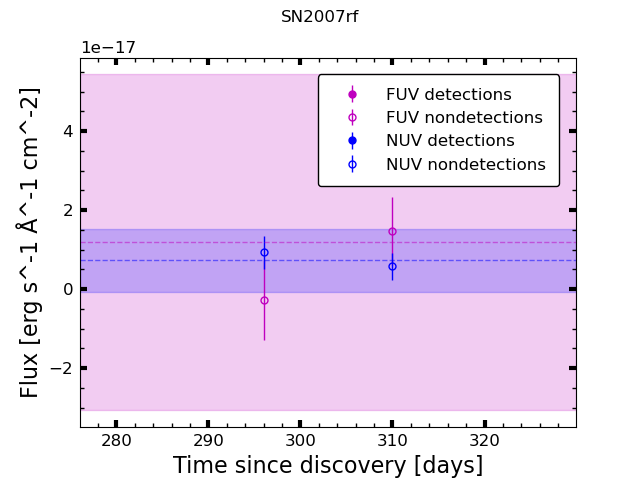 SN2007rf
1e−17
FUV detections
FUV nondetections
NUV detections
NUV nondetections
4
2
0
−2
Flux [erg s^-1 Å^-1 cm^-2]
280 290 300 310 320
Time since discovery [days]